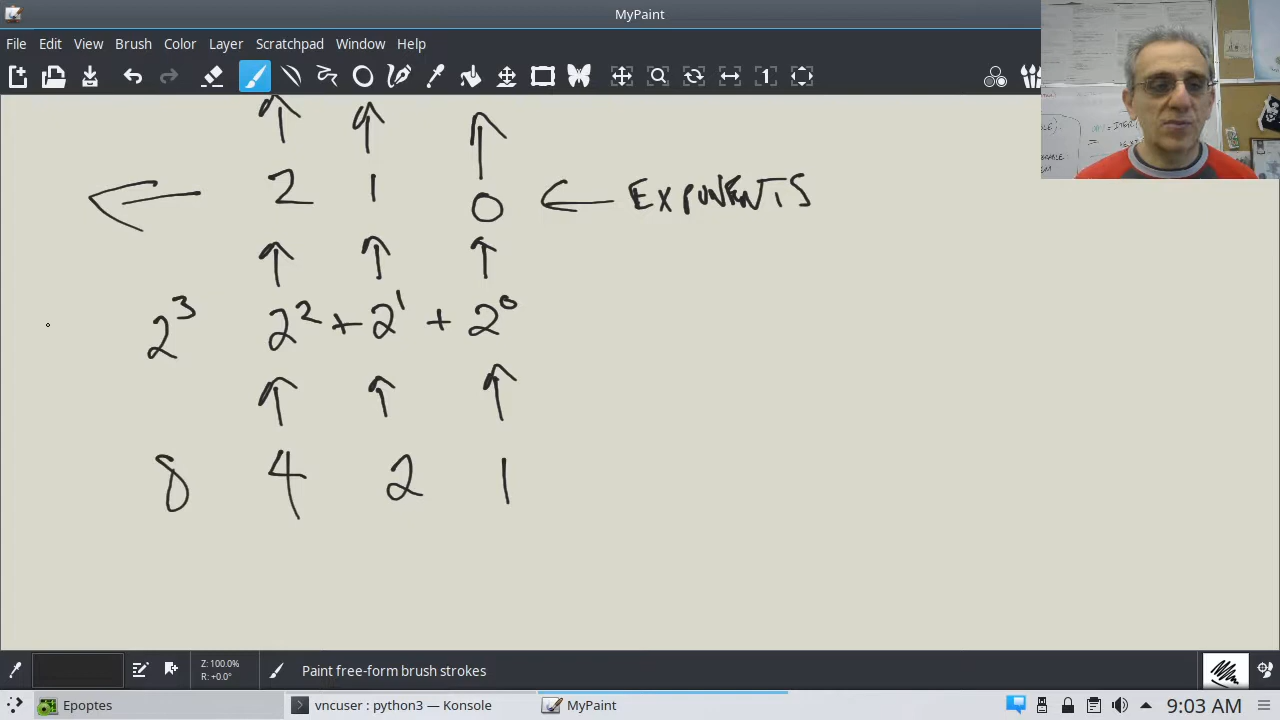 MyPaint
File Edit View Brush Color Layer Scratchpad Window Help
2 1 0 ← EXPONENTS
2³ 2² + 2¹ + 2⁰
8 4 2 1
Z: 100.0%
R: +0.0°
Paint free-form brush strokes
Epoptes
vncuser : python3 — Konsole
MyPaint
9:03 AM